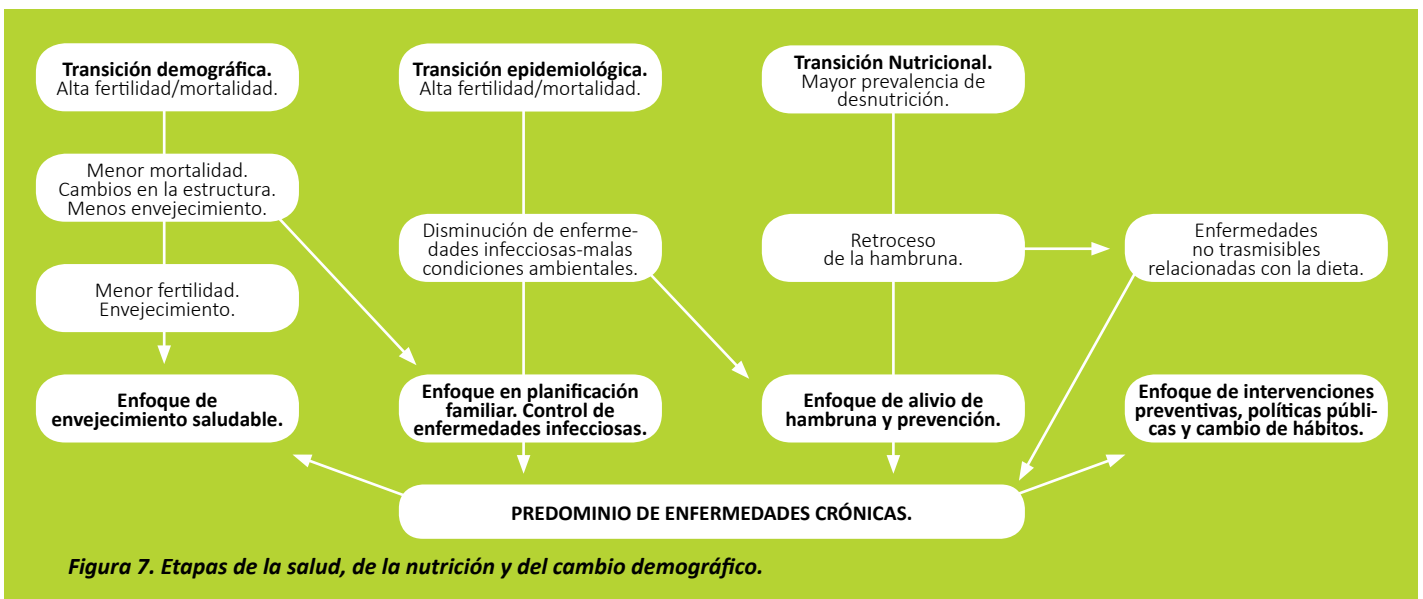 Transición demográfica.
Alta fertilidad/mortalidad.
Menor mortalidad.
Cambios en la estructura.
Menos envejecimiento.
Menor fertilidad.
Envejecimiento.
Enfoque de
envejecimiento saludable.
Transición epidemiológica.
Alta fertilidad/mortalidad.
Disminución de enferme-
dades infecciosas-malas
condiciones ambientales.
Enfoque en planificación
familiar. Control de
enfermedades infecciosas.
Transición Nutricional.
Mayor prevalencia de
desnutrición.
Retroceso
de la hambruna.
Enfoque de alivio de
hambruna y prevención.
Enfermedades
no trasmisibles
relacionadas con la dieta.
Enfoque de intervenciones
preventivas, políticas públi-
cas y cambio de hábitos.
PREDOMINIO DE ENFERMEDADES CRÓNICAS.
Figura 7. Etapas de la salud, de la nutrición y del cambio demográfico.